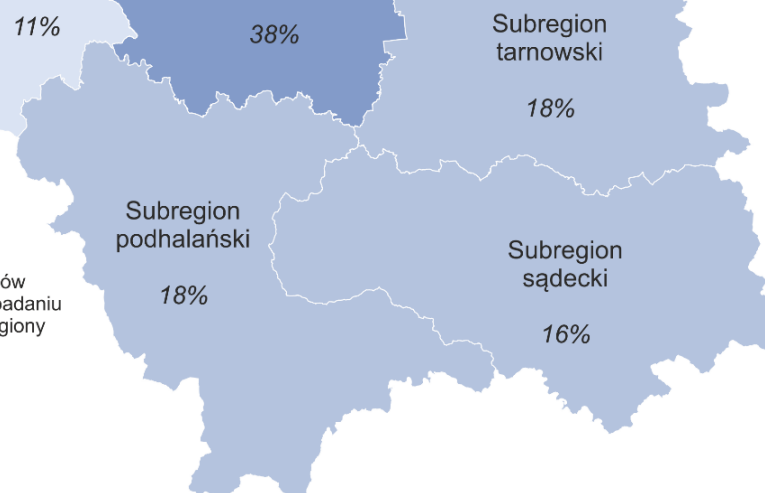 11%
38%
Subregion
tarnowski
18%
Subregion
podhalański
18%
Subregion
sądecki
16%